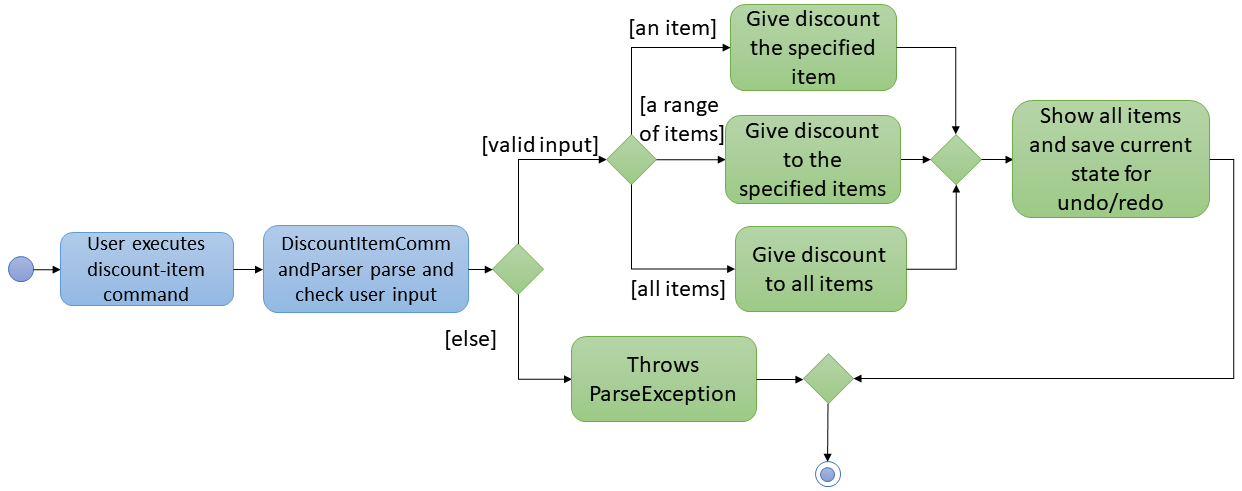 User executes
discount-item
command
DiscountItemComm
andParser parse and
check user input
[valid input]
[else]
[an item]
[a range
of items]
[all items]
Give discount
the specified
item
Give discount
to the
specified items
Give discount
to all items
Show all items
and save current
state for
undo/redo
Throws
ParseException